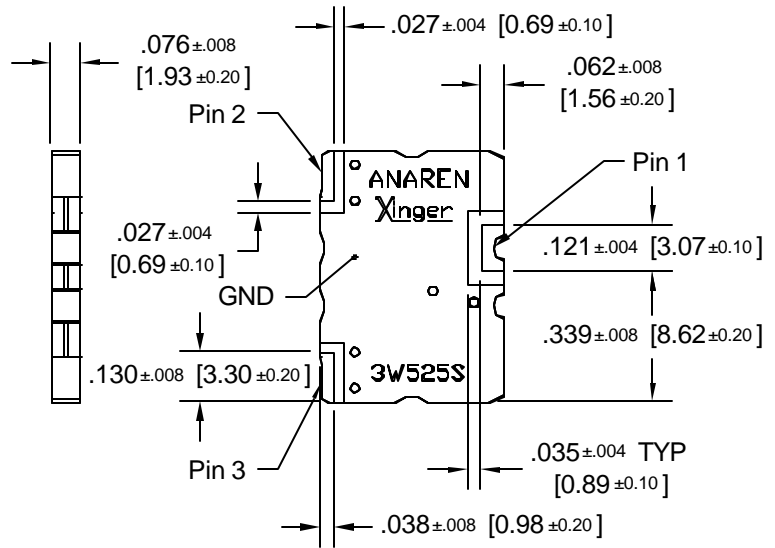 .027±.004 [0.69±0.10]
.076±.008
[1.93±0.20]
.062±.008
[1.56±0.20]
Pin 2
Pin 1
ANAREN
Xinger
.121±.004 [3.07±0.10]
.027±.004
[0.69±0.10]
GND
.339±.008 [8.62±0.20]
.130±.008 [3.30±0.20]
3W525S
Pin 3
.035±.004 TYP
[0.89±0.10]
.038±.008 [0.98±0.20]